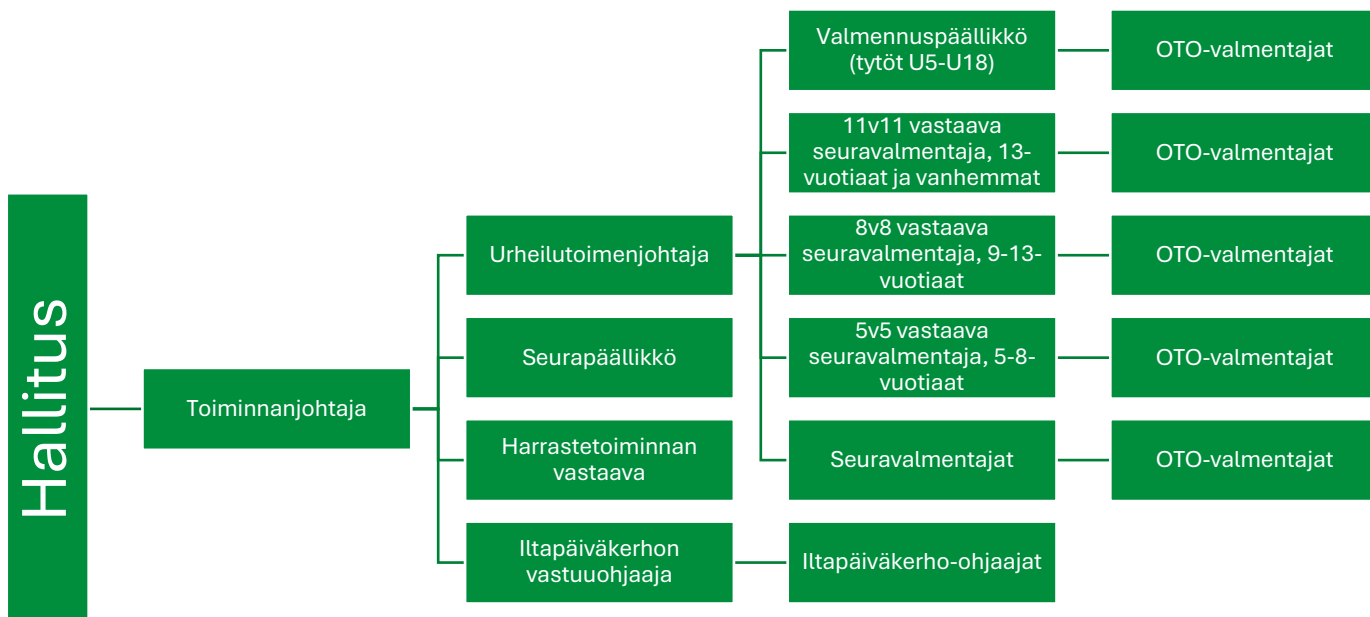 Hallitus
Toiminnanjohtaja
Urheilutoimenjohtaja
Seurapäällikkö
Harrastetoiminnan
vastaava
Iltapäiväkerhon
vastuuohjaaja
Valmennuspäällikkö
(tytöt U5-U18)
11v11 vastaava
seuravalmentaja, 13-
vuotiaat ja vanhemmat
8v8 vastaava
seuravalmentaja, 9-13-
vuotiaat
5v5 vastaava
seuravalmentaja, 5-8-
vuotiaat
Seuravalmentajat
Iltapäiväkerho-ohjaajat
OTO-valmentajat
OTO-valmentajat
OTO-valmentajat
OTO-valmentajat
OTO-valmentajat